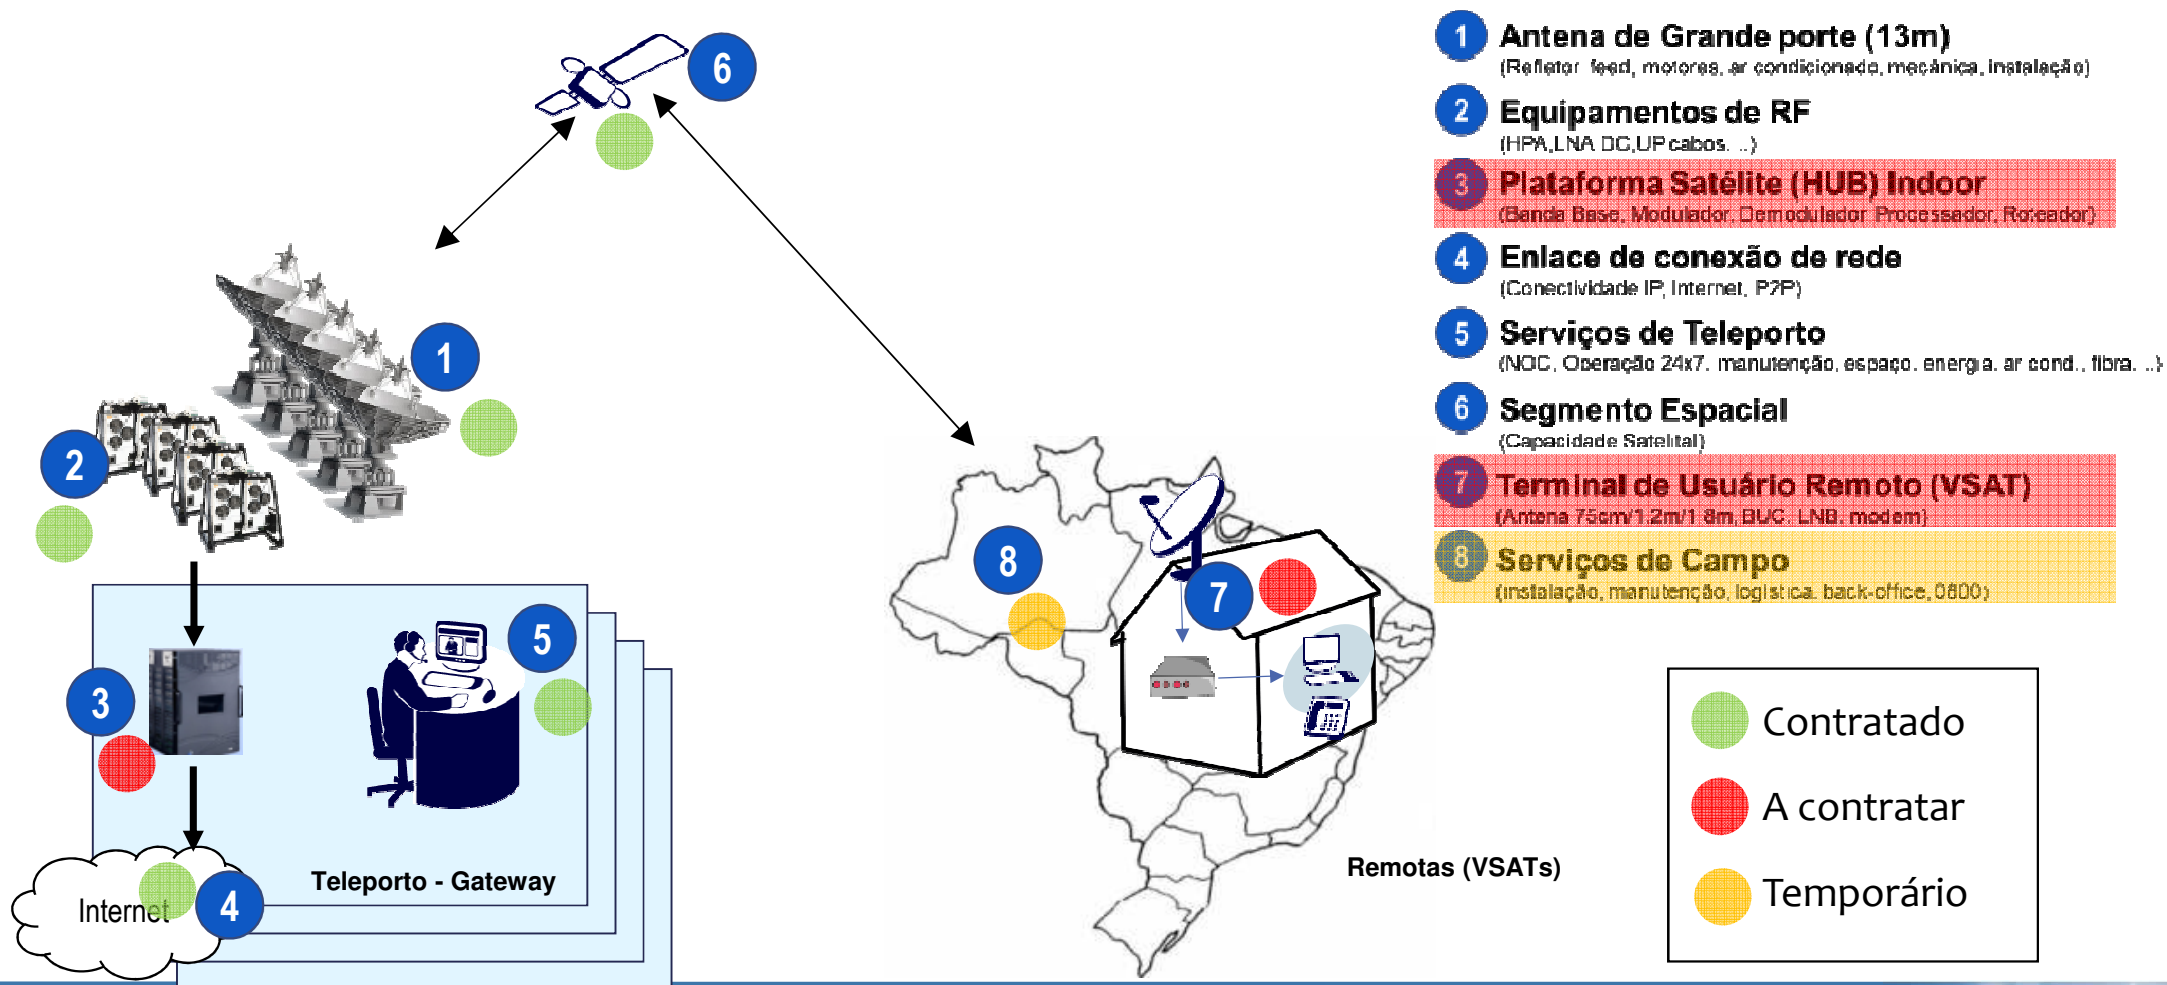 6
1
2
3
5
4
8
7
Internet
Teleporto - Gateway
Remotas (VSATs)
1 Antena de Grande porte (13m)
(Refletor feed, motores, ar condicionado, mecânica, instalação)
2 Equipamentos de RF
(HPA,LNA DC,UP cabos. ..)
3 Plataforma Satélite (HUB) Indoor
(Banda Base, Modulador, Demodulador Processador, Roteador)
4 Enlace de conexão de rede
(Conectividade IP, Internet, P2P)
5 Serviços de Teleporto
(NOC, Operação 24x7. manutenção, espaço. energia. ar cond., fibra. ..)
6 Segmento Espacial
(Capacidade Satelital)
7 Terminal de Usuário Remoto (VSAT)
(Antena 75cm/1.2m/1.8m, BUC. LNB. modem)
8 Serviços de Campo
(instalação, manutenção, logística. back-office, 0800)
Contratado
A contratar
Temporário